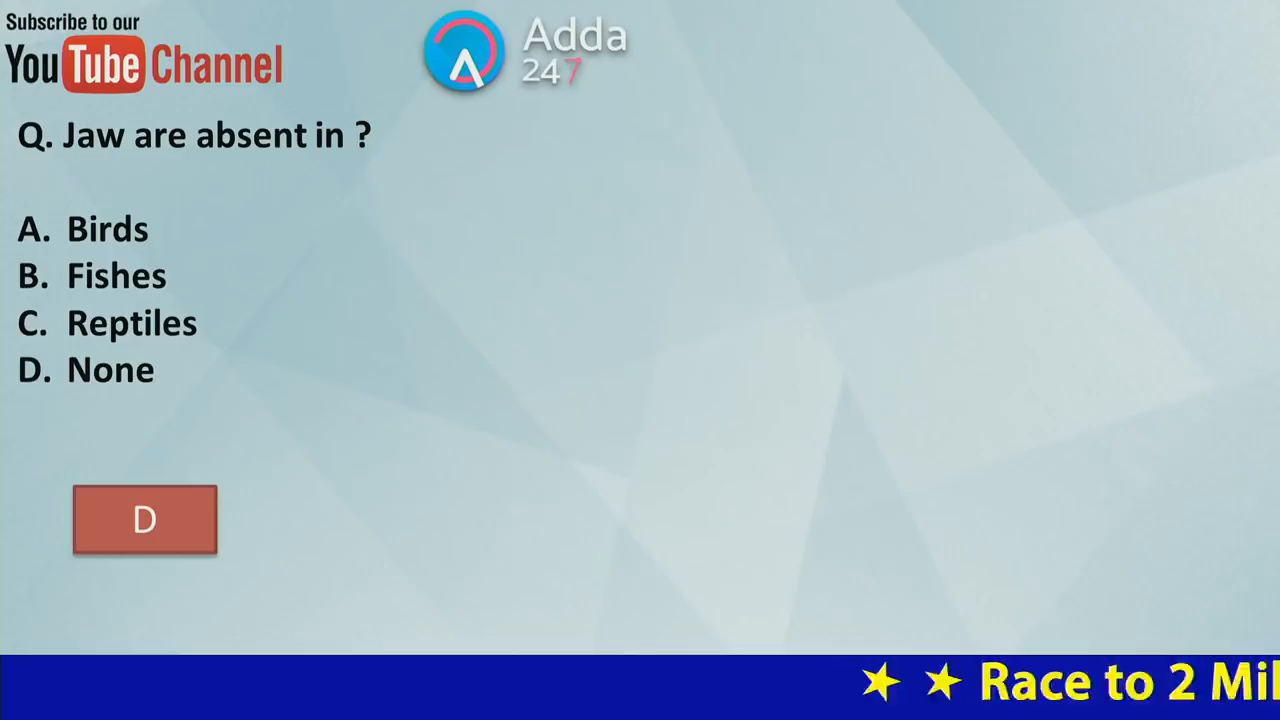 Subscribe to our
YouTube Channel
Adda
247
Q. Jaw are absent in ?
A. Birds
B. Fishes
C. Reptiles
D. None
D
★ ★ Race to 2 Mil